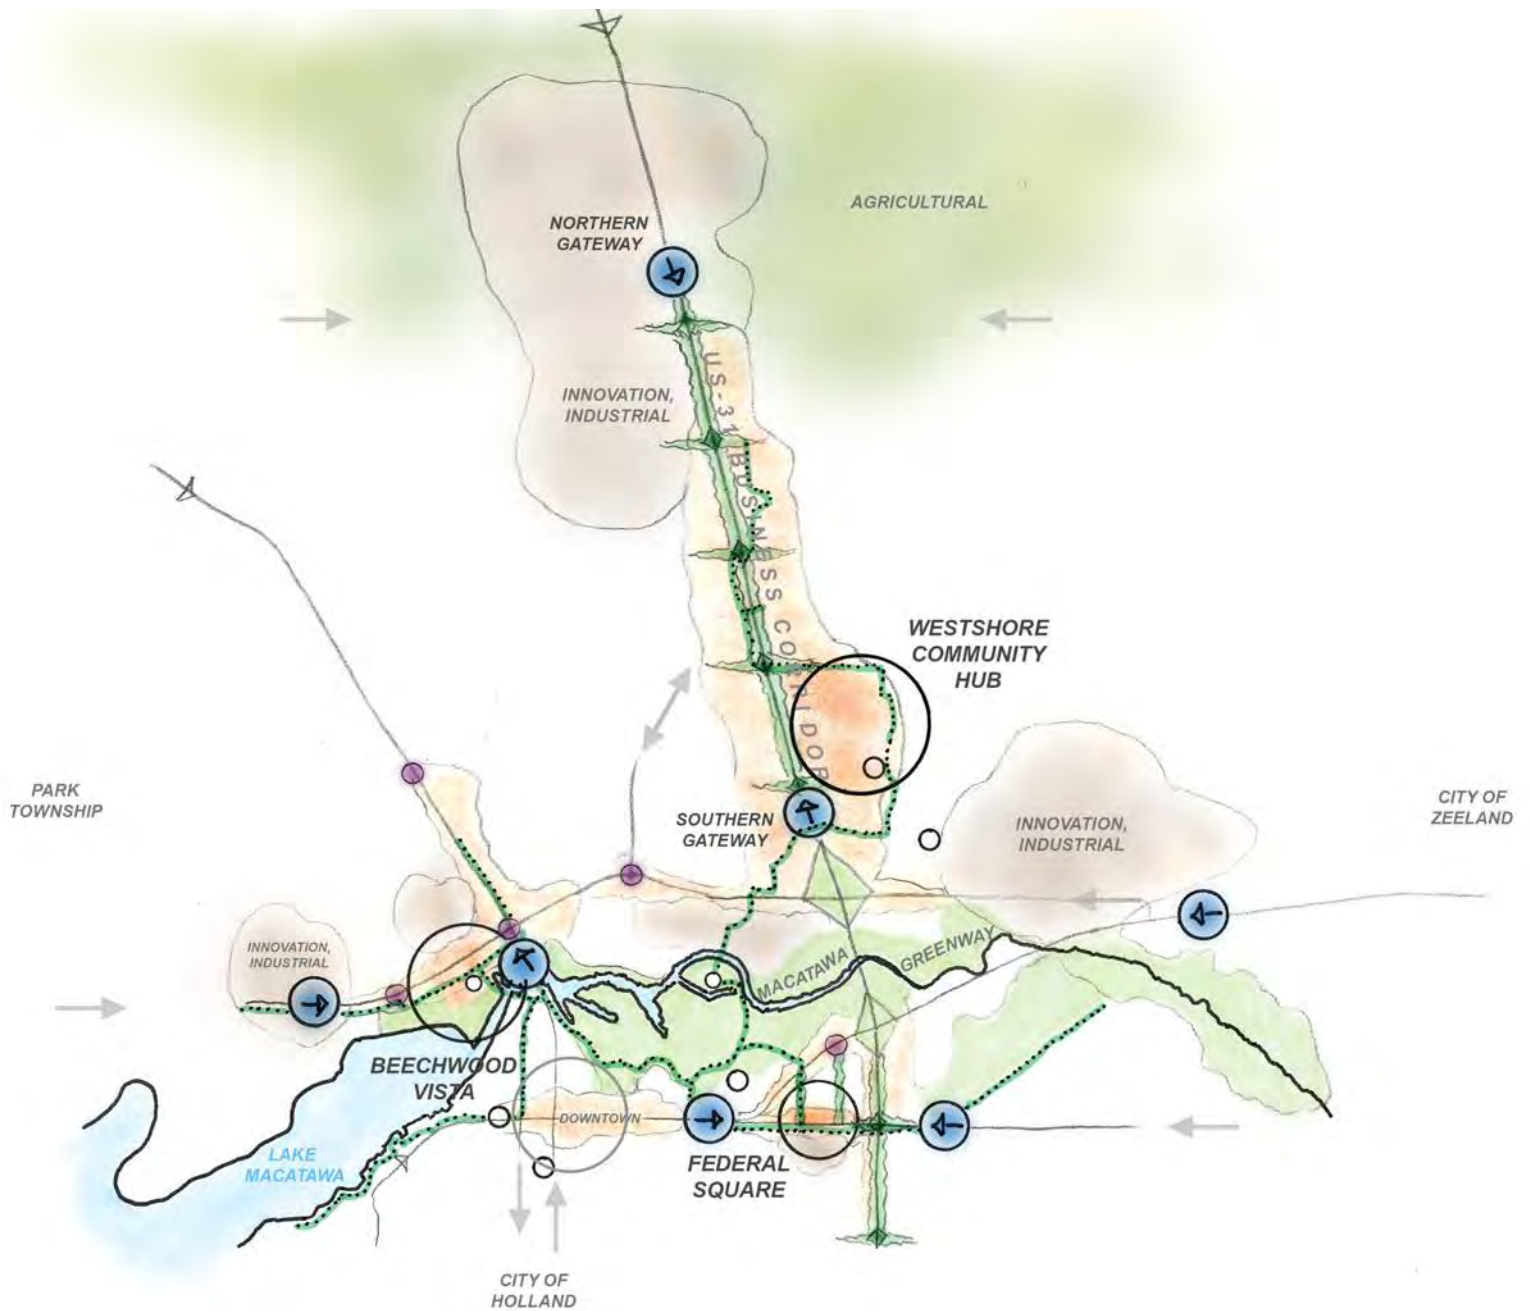 AGRICULTURAL
NORTHERN
GATEWAY
US-31 BUSINESS CORRIDOR
INNOVATION,
INDUSTRIAL
WESTSHORE
COMMUNITY
HUB
PARK
TOWNSHIP
SOUTHERN
GATEWAY
INNOVATION,
INDUSTRIAL
CITY OF
ZEELAND
INNOVATION,
INDUSTRIAL
MACATAWA GREENWAY
BEECHWOOD
VISTA
DOWNTOWN
LAKE
MACATAWA
FEDERAL
SQUARE
CITY OF
HOLLAND